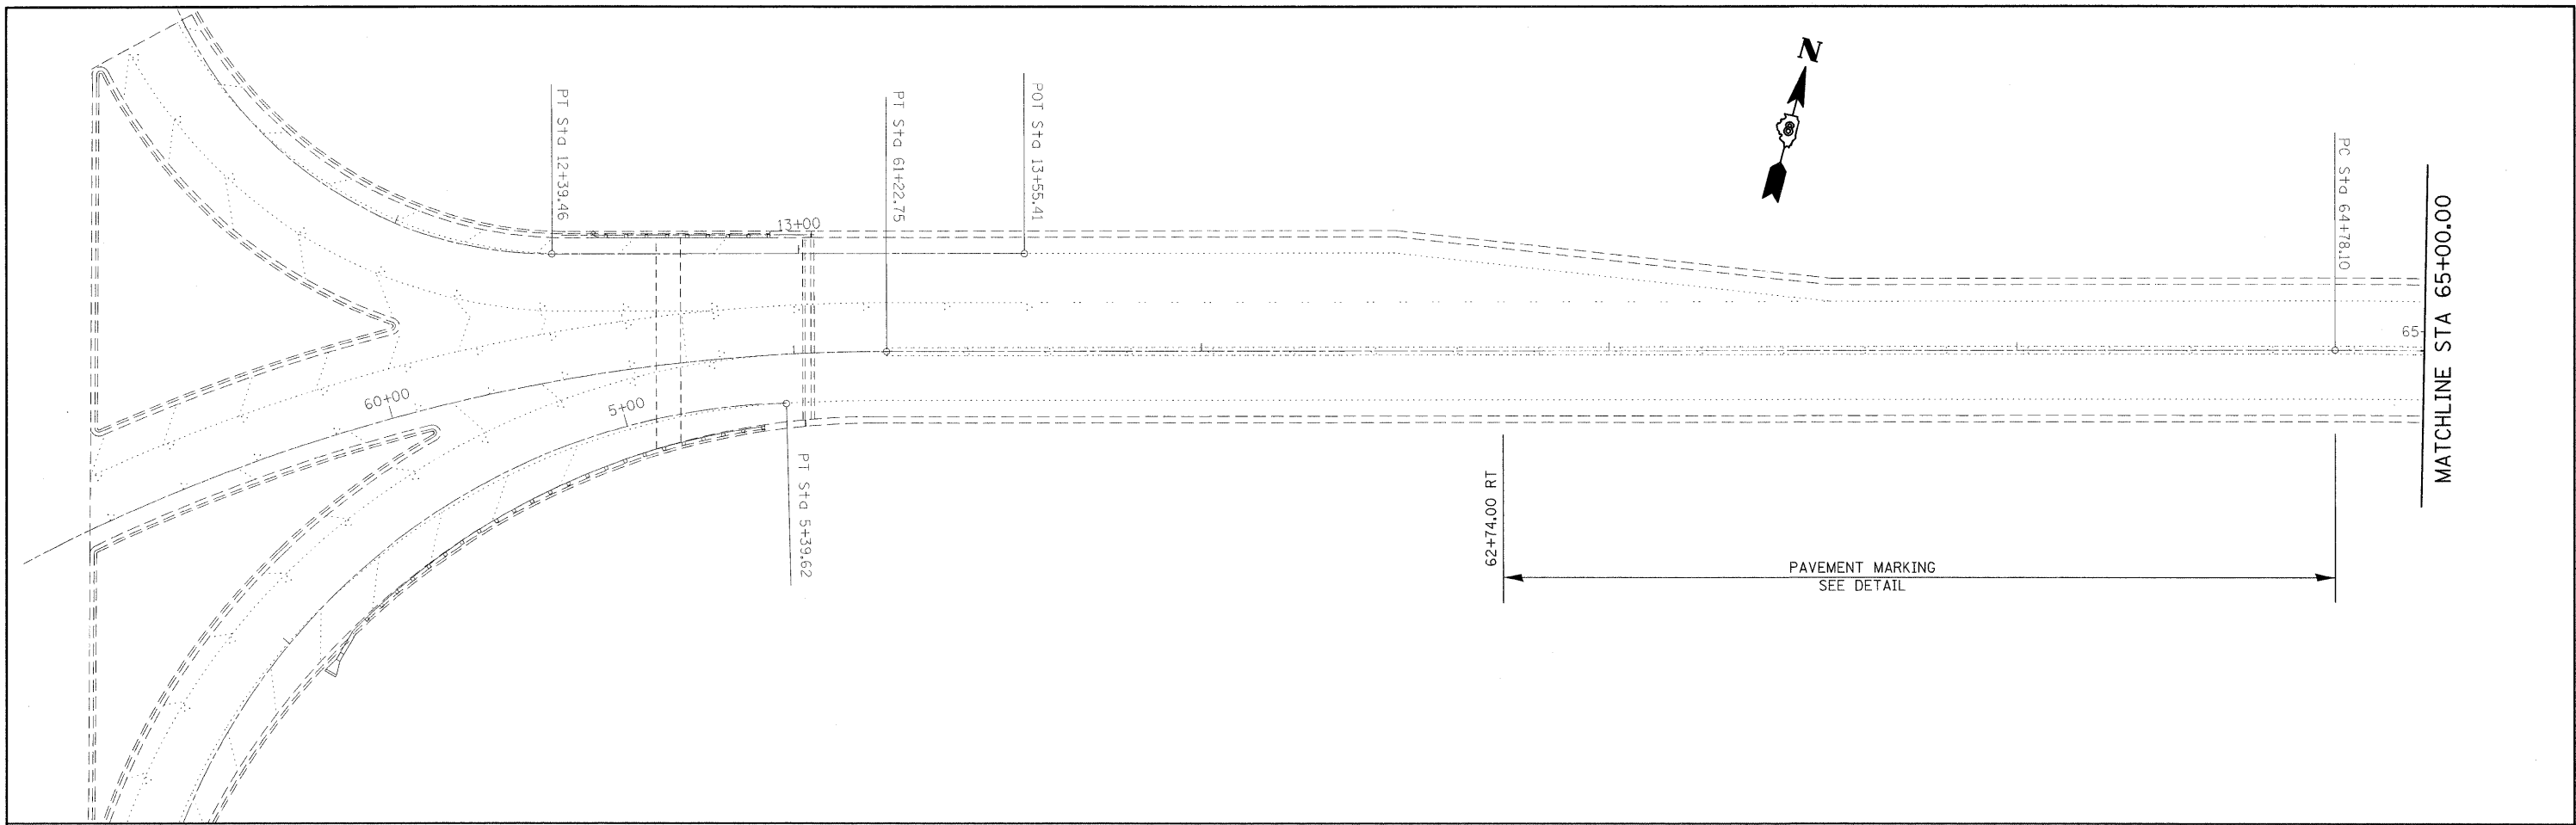 N
PT Sta 12+39.46
PT Sta 61+22.75
POT Sta 13+55.41
PC Sta 64+78.10
MATCHLINE STA 65+00.00
13+00
65
60+00
5+00
PT Sta 5+39.62
62+74.00 RT
PAVEMENT MARKING
SEE DETAIL